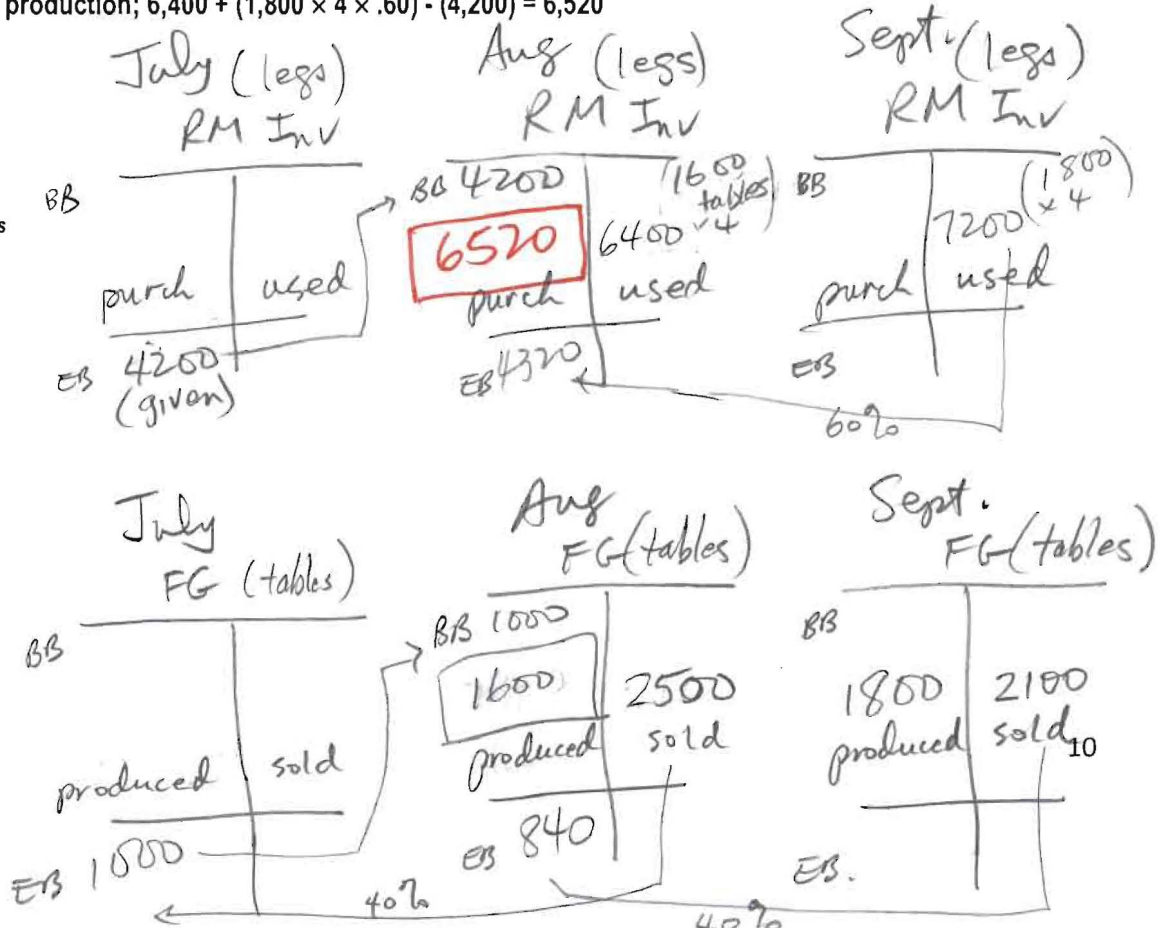 production; 6,400 + (1,800 × 4 × .60) - (4,200) = 6,520
July (legs)
RM Inv
BB
s
purch used
EB 4200
(given)
Aug (legs)
RM Inv
BB 4200
(1600
tables
× 4)
6520
6400
purch used
EB 4320
Sept. (legs)
RM Inv
BB
7200 (1800
× 4)
purch used
EB
60%
July
FG (tables)
BB
produced sold
EB 1000
40%
Aug
FG (tables)
BB 1000
1600 2500
produced sold
EB 840
40%
Sept.
FG (tables)
BB
1800 2100
produced sold
10
EB.